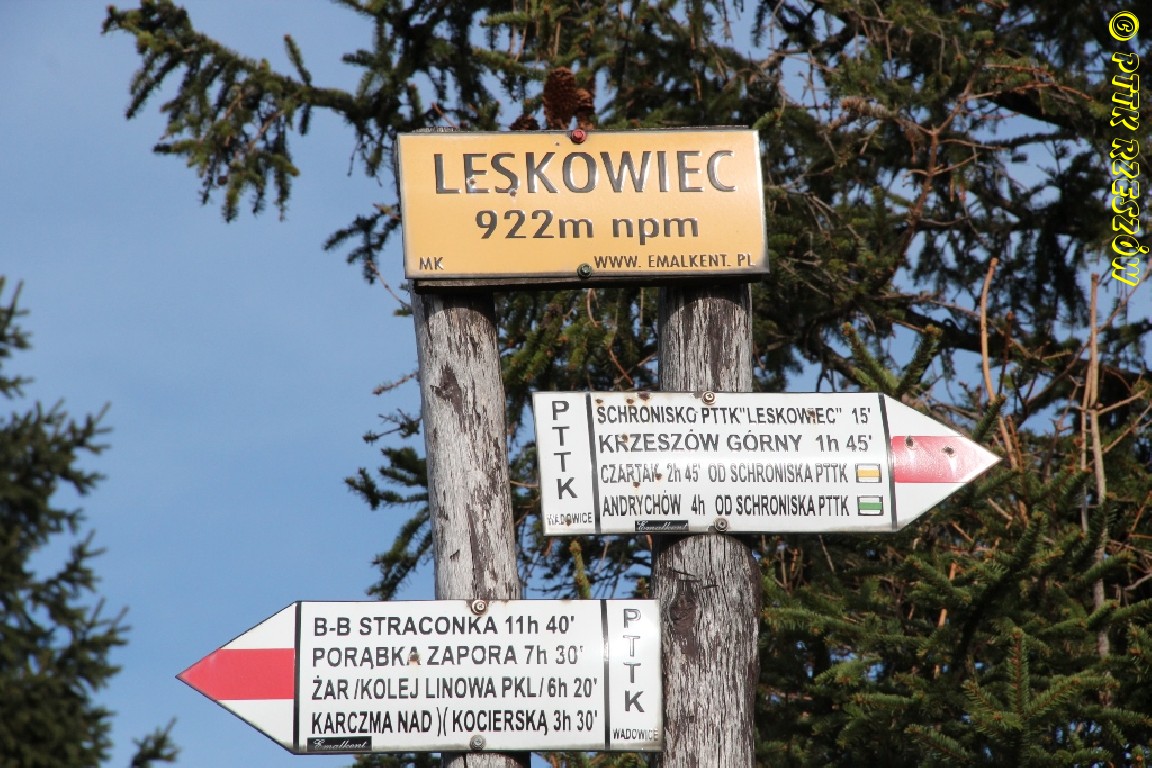 LESKOWIEC
922m npm
MK WWW. EMALKENT. PL
PTTK
WADOWICE
SCHRONISKO PTTK"LESKOWIEC" 15'
KRZESZÓW GÓRNY 1h 45'
CZARTAK 2h 45' OD SCHRONISKA PTTK
ANDRYCHÓW 4h OD SCHRONISKA PTTK
Emalkent
B-B STRACONKA 11h 40'
PORĄBKA ZAPORA 7h 30'
ŻAR /KOLEJ LINOWA PKL/ 6h 20'
KARCZMA NAD )( KOCIERSKĄ 3h 30'
Emalkent
PTTK
WADOWICE
© PTTK RZESZÓW